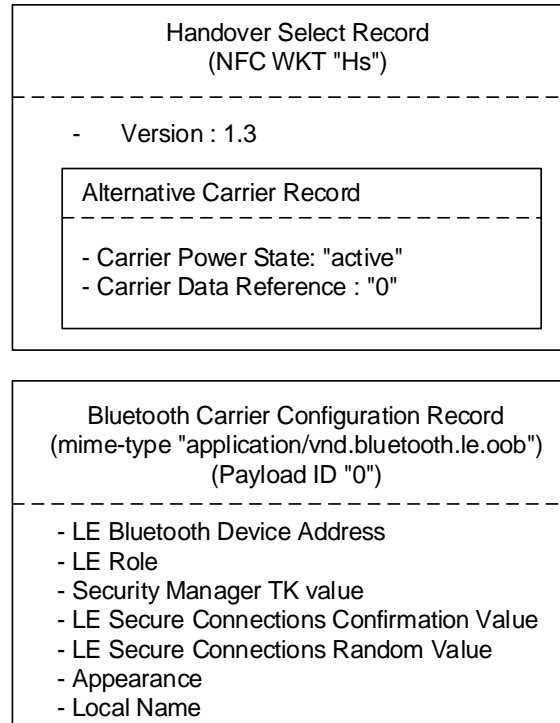 Handover Select Record
(NFC WKT "Hs")
- Version : 1.3
Alternative Carrier Record
- Carrier Power State: "active"
- Carrier Data Reference : "0"
Bluetooth Carrier Configuration Record
(mime-type "application/vnd.bluetooth.le.oob")
(Payload ID "0")
- LE Bluetooth Device Address
- LE Role
- Security Manager TK value
- LE Secure Connections Confirmation Value
- LE Secure Connections Random Value
- Appearance
- Local Name